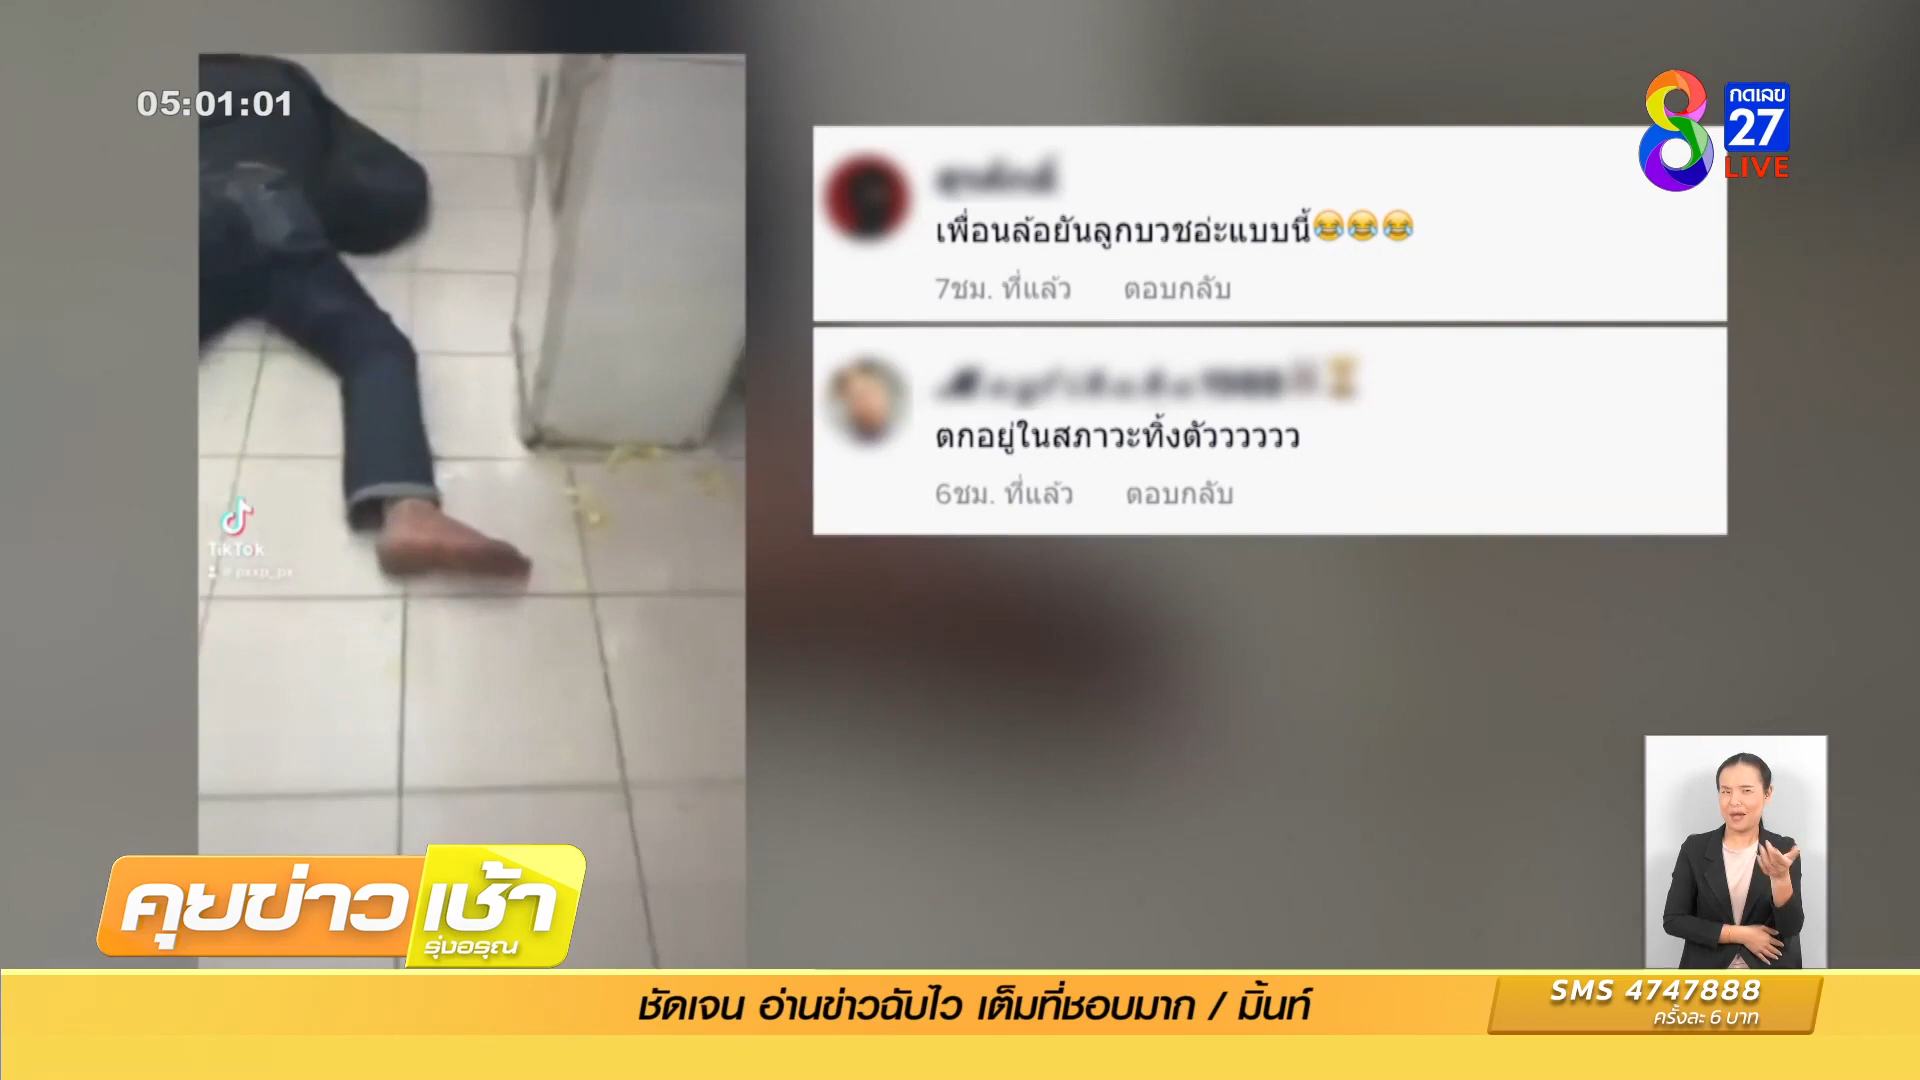 05:01:01
กดเลข
27
LIVE
เพื่อนล้อยันลูกบวชอ่ะแบบนี้😂😂😂
7ชม. ที่แล้ว ตอบกลับ
ตกอยู่ในสภาวะทิ้งตัวววววว
6ชม. ที่แล้ว ตอบกลับ
TikTok
คุยข่าวเช้า
รุ่งอรุณ
ชัดเจน อ่านข่าวฉับไว เต็มที่ชอบมาก / มิ้นท์
SMS 4747888
ครั้งละ 6 บาท